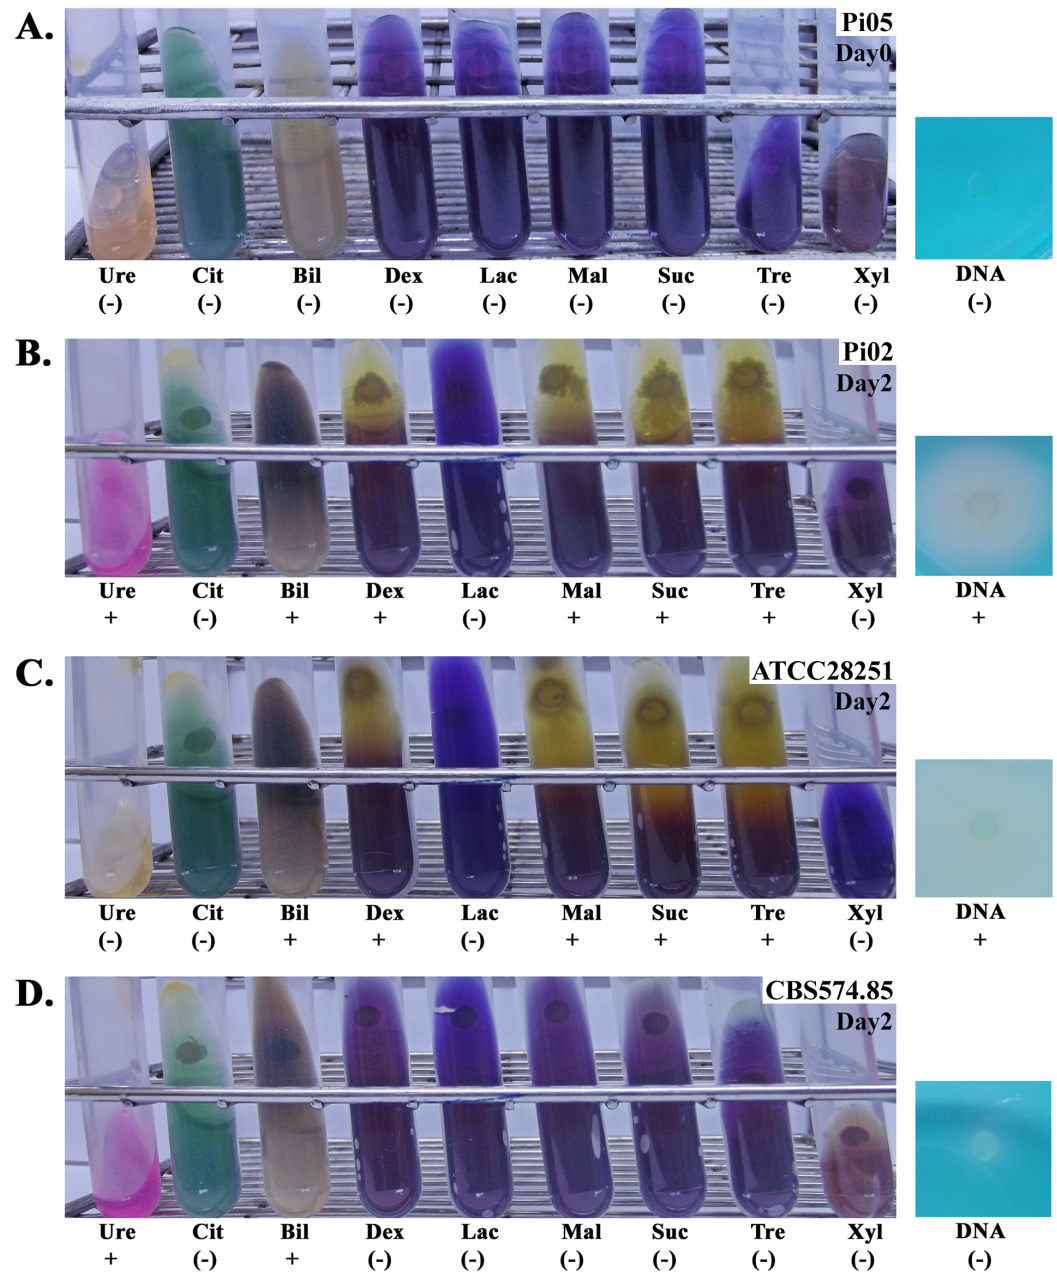 A.
Pi05
Day0
Ure Cit Bil Dex Lac Mal Suc Tre Xyl DNA
(-) (-) (-) (-) (-) (-) (-) (-) (-) (-)
B.
Pi02
Day2
Ure Cit Bil Dex Lac Mal Suc Tre Xyl DNA
+ (-) + + (-) + + + (-) +
C.
ATCC28251
Day2
Ure Cit Bil Dex Lac Mal Suc Tre Xyl DNA
(-) (-) + + (-) + + + (-) +
D.
CBS574.85
Day2
Ure Cit Bil Dex Lac Mal Suc Tre Xyl DNA
+ (-) + (-) (-) (-) (-) (-) (-) (-)